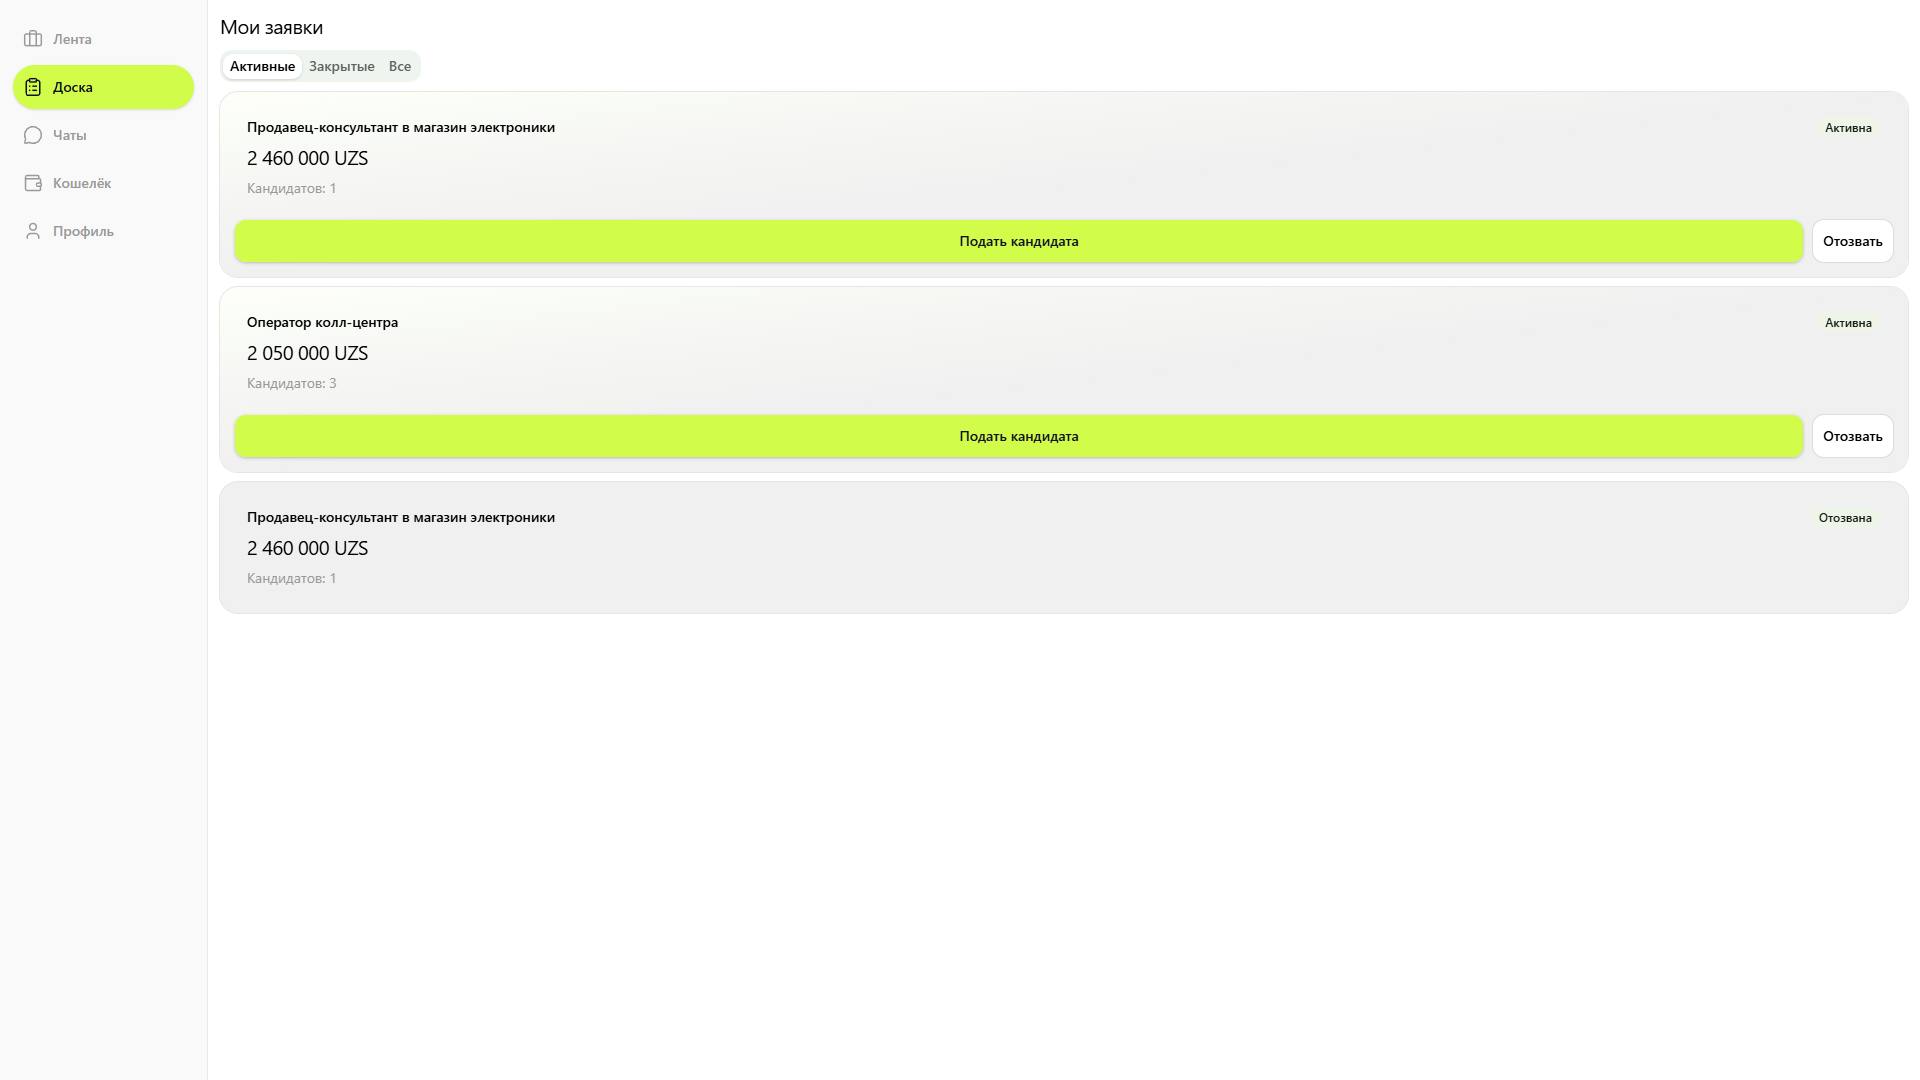 Лента
Доска
Чаты
Кошелёк
Профиль
Мои заявки
Активные Закрытые Все
Продавец-консультант в магазин электроники Активна
2 460 000 UZS
Кандидатов: 1
Подать кандидата Отозвать
Оператор колл-центра Активна
2 050 000 UZS
Кандидатов: 3
Подать кандидата Отозвать
Продавец-консультант в магазин электроники Отозвана
2 460 000 UZS
Кандидатов: 1